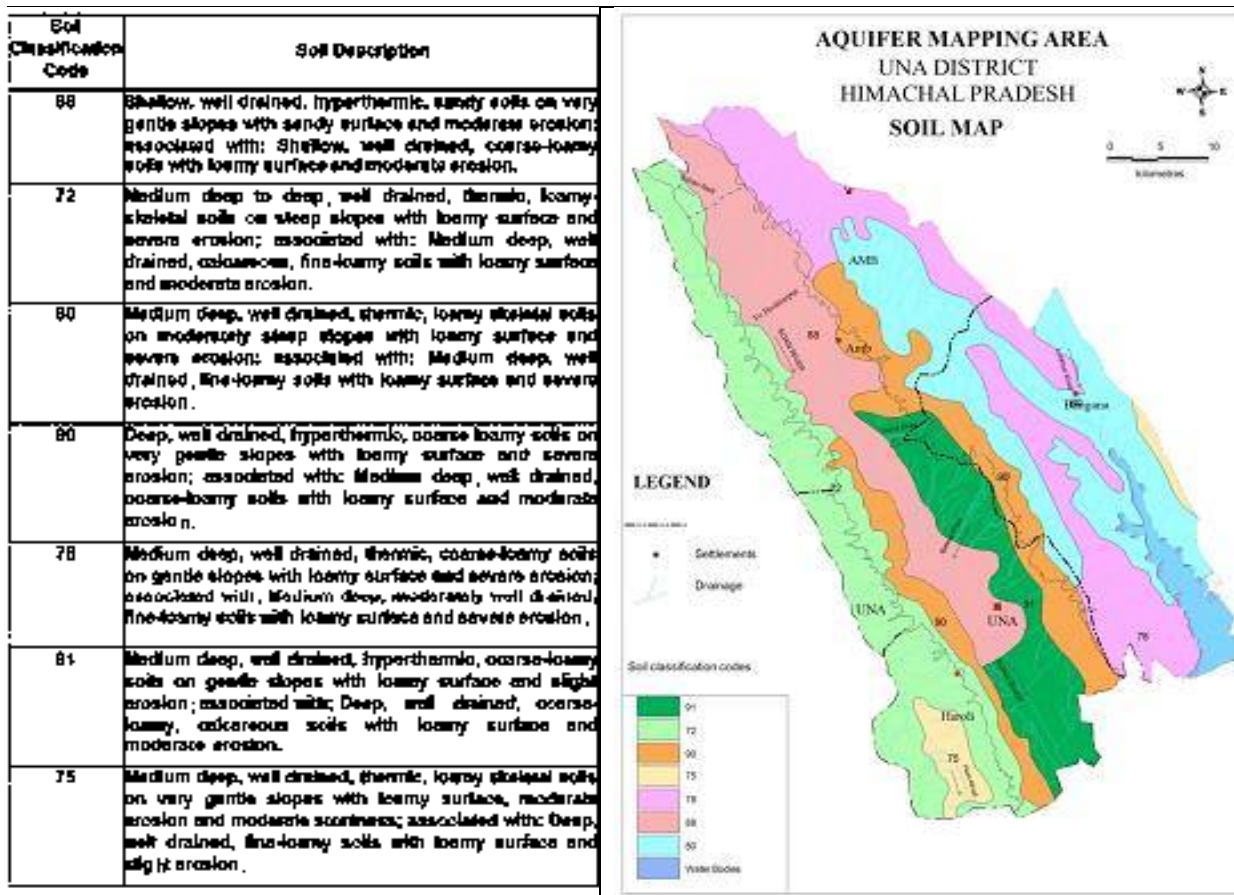 Soil
Classification
Code
Soil Description
88
Shallow, well drained, hyperthermic, sandy soils on very
gentle slopes with sandy surface and moderate erosion;
associated with: Shallow, well drained, coarse-loamy
soils with loamy surface and moderate erosion.
72
Medium deep to deep, well drained, thermic, loamy-
skeletal soils on steep slopes with loamy surface and
severe erosion; associated with: Medium deep, well
drained, calcareous, fine-loamy soils with loamy surface
and moderate erosion.
Medium deep, well drained, thermic, loamy skeletal soils
on moderately steep slopes with loamy surface and
severe erosion; associated with: Medium deep, well
drained, fine-loamy soils with loamy surface and severe
erosion.
90
Deep, well drained, hyperthermic, coarse loamy soils on
very gentle slopes with loamy surface and severe
erosion; associated with: Medium deep, well drained,
coarse-loamy soils with loamy surface and moderate
erosion.
78
Medium deep, well drained, thermic, coarse-loamy soils
on gentle slopes with loamy surface and severe erosion;
associated with, Medium deep, moderately well drained,
fine-loamy soils with loamy surface and severe erosion.
Medium deep, well drained, hyperthermic, coarse-loamy
soils on gentle slopes with loamy surface and slight
erosion; associated with: Deep, well drained, coarse-
loamy, calcareous soils with loamy surface and
moderate erosion.
75
Medium deep, well drained, thermic, loamy skeletal soils
on very gentle slopes with loamy surface, moderate
erosion and moderate stoniness; associated with: Deep,
well drained, fine-loamy soils with loamy surface and
slight erosion.
AQUIFER MAPPING AREA
UNA DISTRICT
HIMACHAL PRADESH
SOIL MAP
N
W E
S
0 5 10
kilometres
AMB
Amb
88
Bangana
72
90
UNA
UNA
90
91
78
Haroli
75
LEGEND
Settlements
Drainage
Soil classification codes
91
72
90
75
78
88
Water Bodies